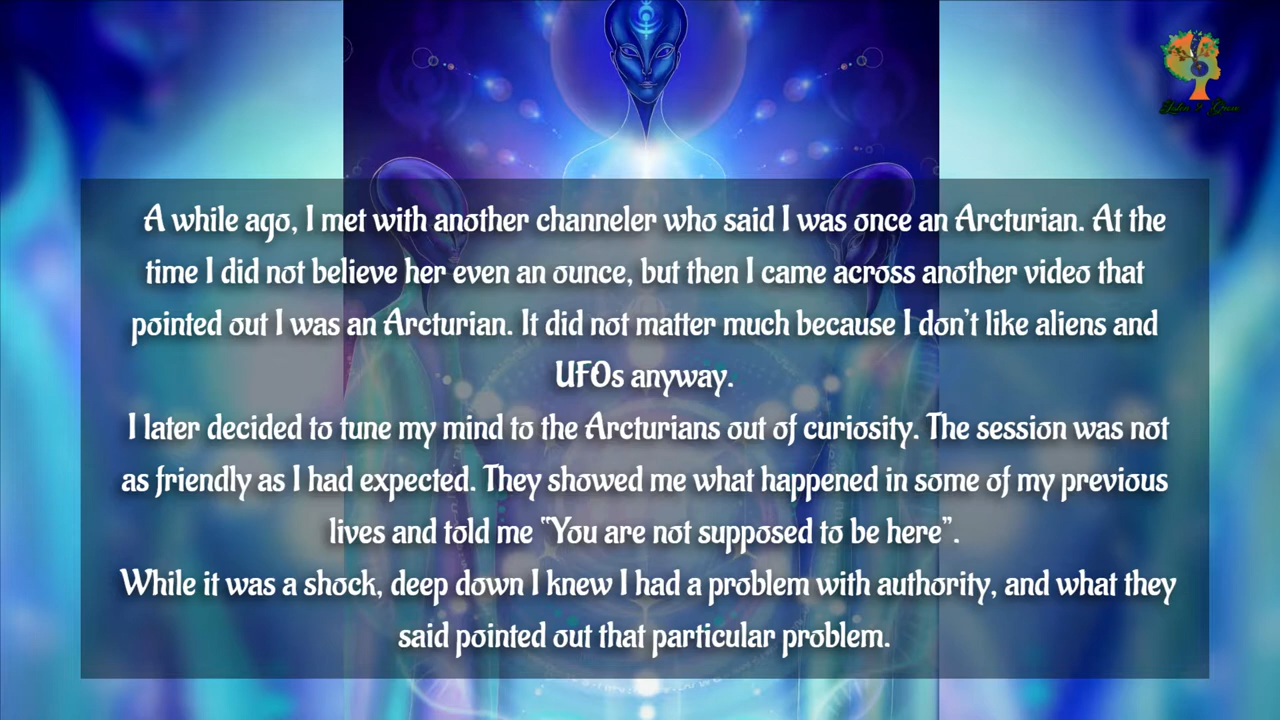 A while ago, I met with another channeler who said I was once an Arcturian. At the
time I did not believe her even an ounce, but then I came across another video that
pointed out I was an Arcturian. It did not matter much because I don't like aliens and
UFOs anyway.
I later decided to tune my mind to the Arcturians out of curiosity. The session was not
as friendly as I had expected. They showed me what happened in some of my previous
lives and told me "You are not supposed to be here".
While it was a shock, deep down I knew I had a problem with authority, and what they
said pointed out that particular problem.